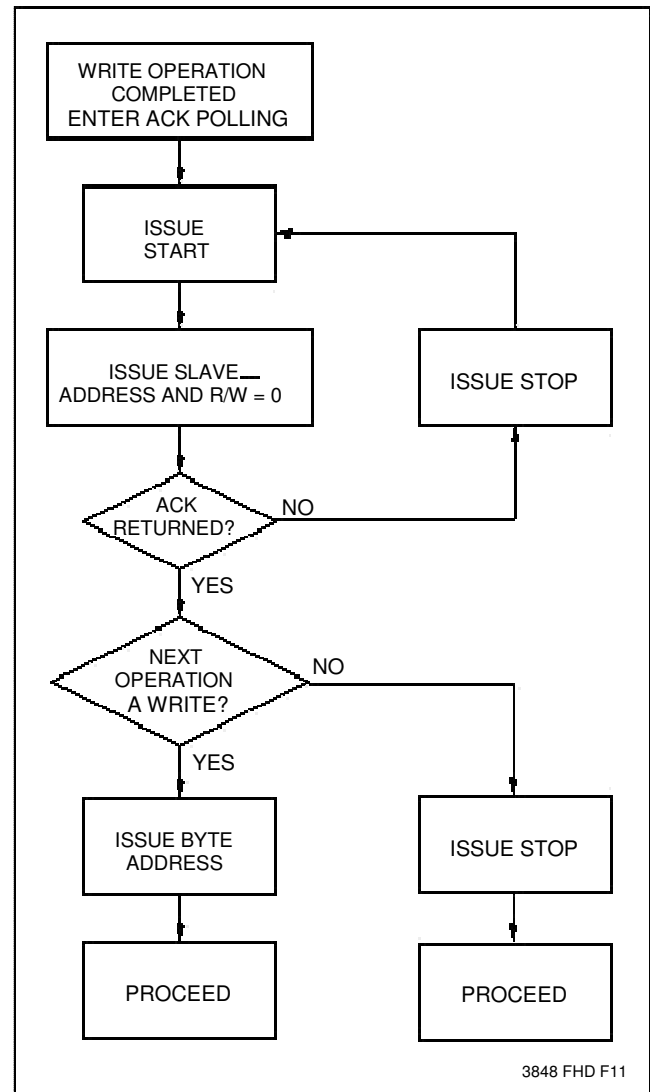 WRITE OPERATION
COMPLETED
ENTER ACK POLLING
ISSUE
START
ISSUE SLAVE
ADDRESS AND R/W = 0
ISSUE STOP
ACK
RETURNED?
NO
YES
NEXT
OPERATION
A WRITE?
NO
YES
ISSUE BYTE
ADDRESS
ISSUE STOP
PROCEED
PROCEED
3848 FHD F11